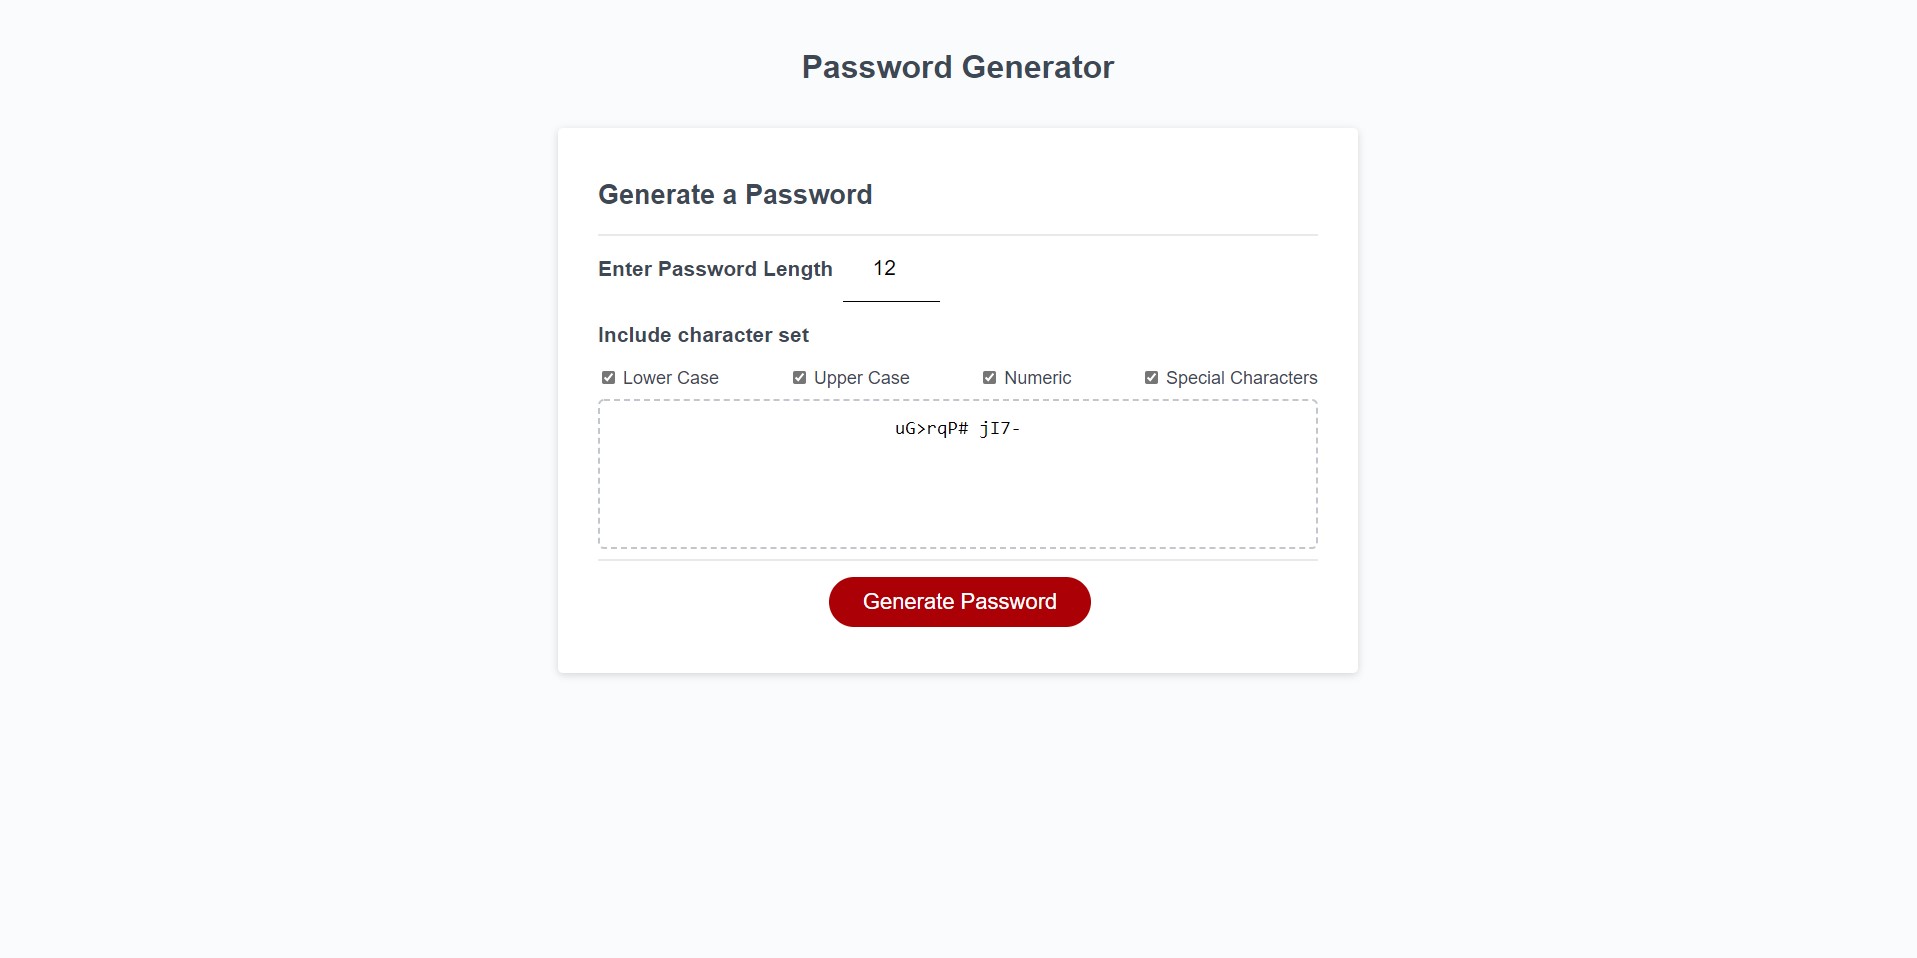 Password Generator
Generate a Password
Enter Password Length 12
Include character set
Lower Case Upper Case Numeric Special Characters
uG>rqP# jI7-
Generate Password